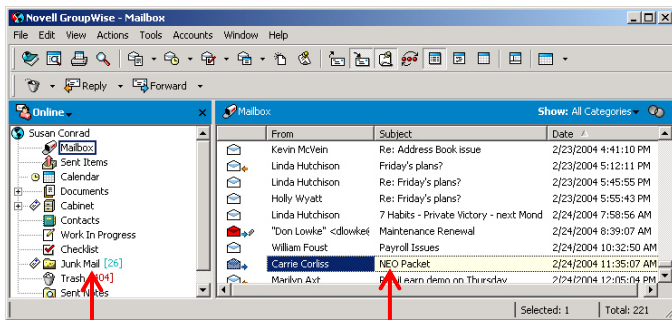 Novell GroupWise - Mailbox
File Edit View Actions Tools Accounts Window Help
Reply Forward
Online Mailbox Show: All Categories
Susan Conrad
Mailbox
Sent Items
Calendar
Documents
Cabinet
Contacts
Work In Progress
Checklist
Junk Mail [26]
Trash
Sent Notes
From Subject Date
Kevin McVein Re: Address Book issue 2/23/2004 4:41:10 PM
Linda Hutchison Friday's plans? 2/23/2004 5:12:11 PM
Linda Hutchison Re: Friday's plans? 2/23/2004 5:45:55 PM
Holly Wyatt Re: Friday's plans? 2/23/2004 5:55:43 PM
Linda Hutchison 7 Habits - Private Victory - next Mond 2/24/2004 7:58:56 AM
"Don Lowke" <dlowke( Maintenance Renewal 2/24/2004 8:39:07 AM
William Foust Payroll Issues 2/24/2004 10:32:50 AM
Carrie Corliss NEO Packet 2/24/2004 11:35:07 AM
Marilyn Axt earn demo on Thursday 2/24/2004 12:05:04 PM
Selected: 1 Total: 221